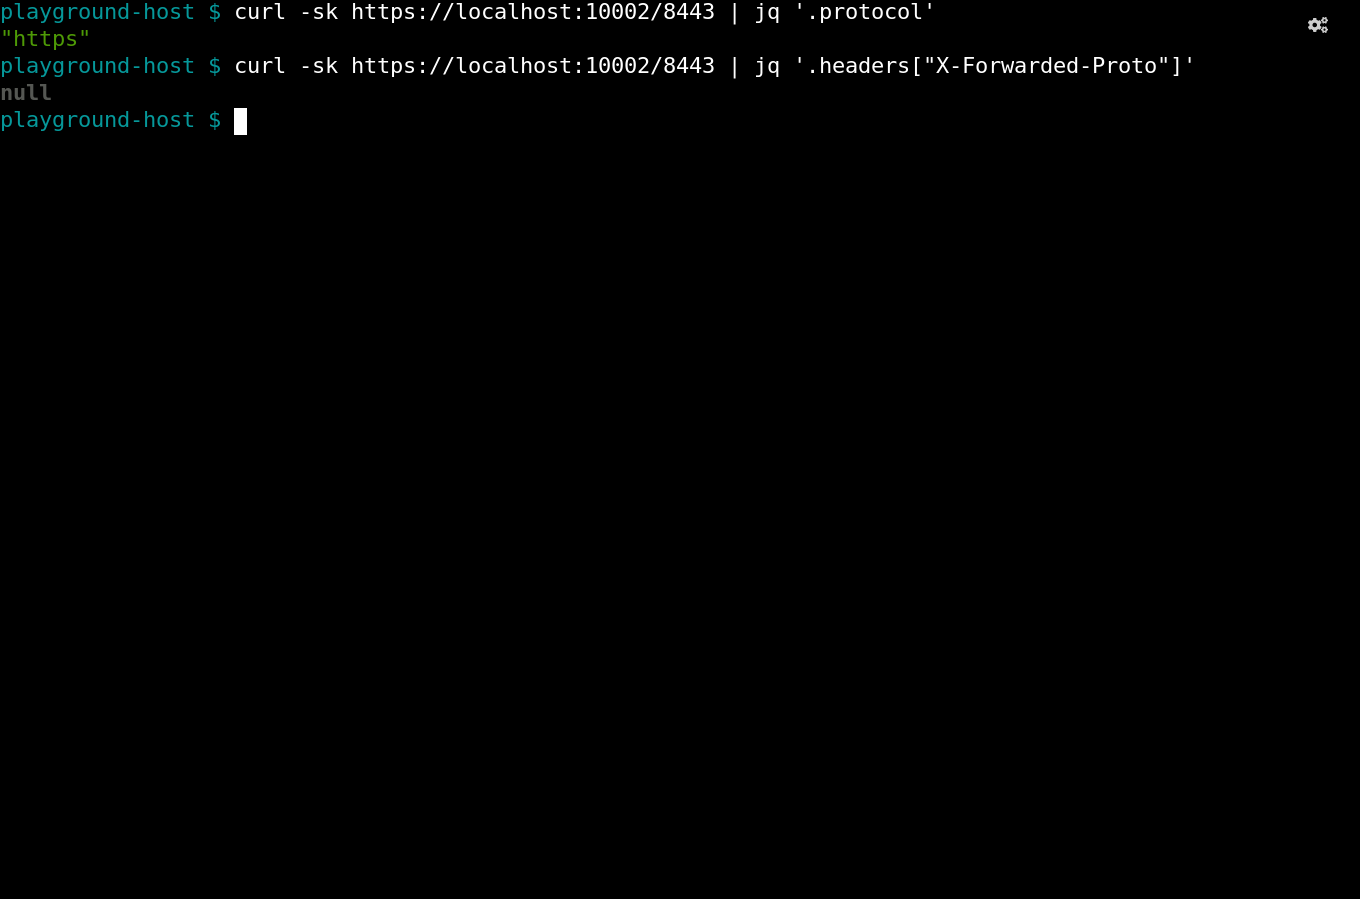 playground-host $ curl -sk https://localhost:10002/8443 | jq '.protocol'
"https"
playground-host $ curl -sk https://localhost:10002/8443 | jq '.headers["X-Forwarded-Proto"]'
null
playground-host $